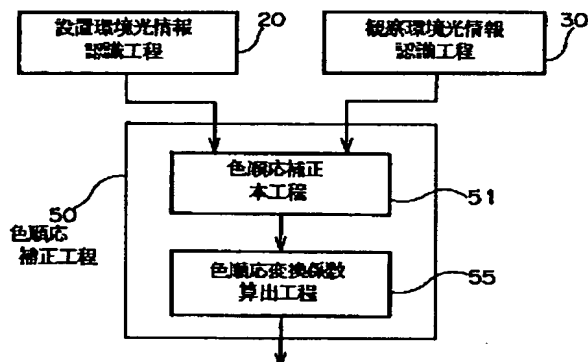 設置環境光情報
認識工程
20
観察環境光情報
認識工程
30
色順応補正
本工程
51
50
色順応
補正工程
色順応変換係数
算出工程
55